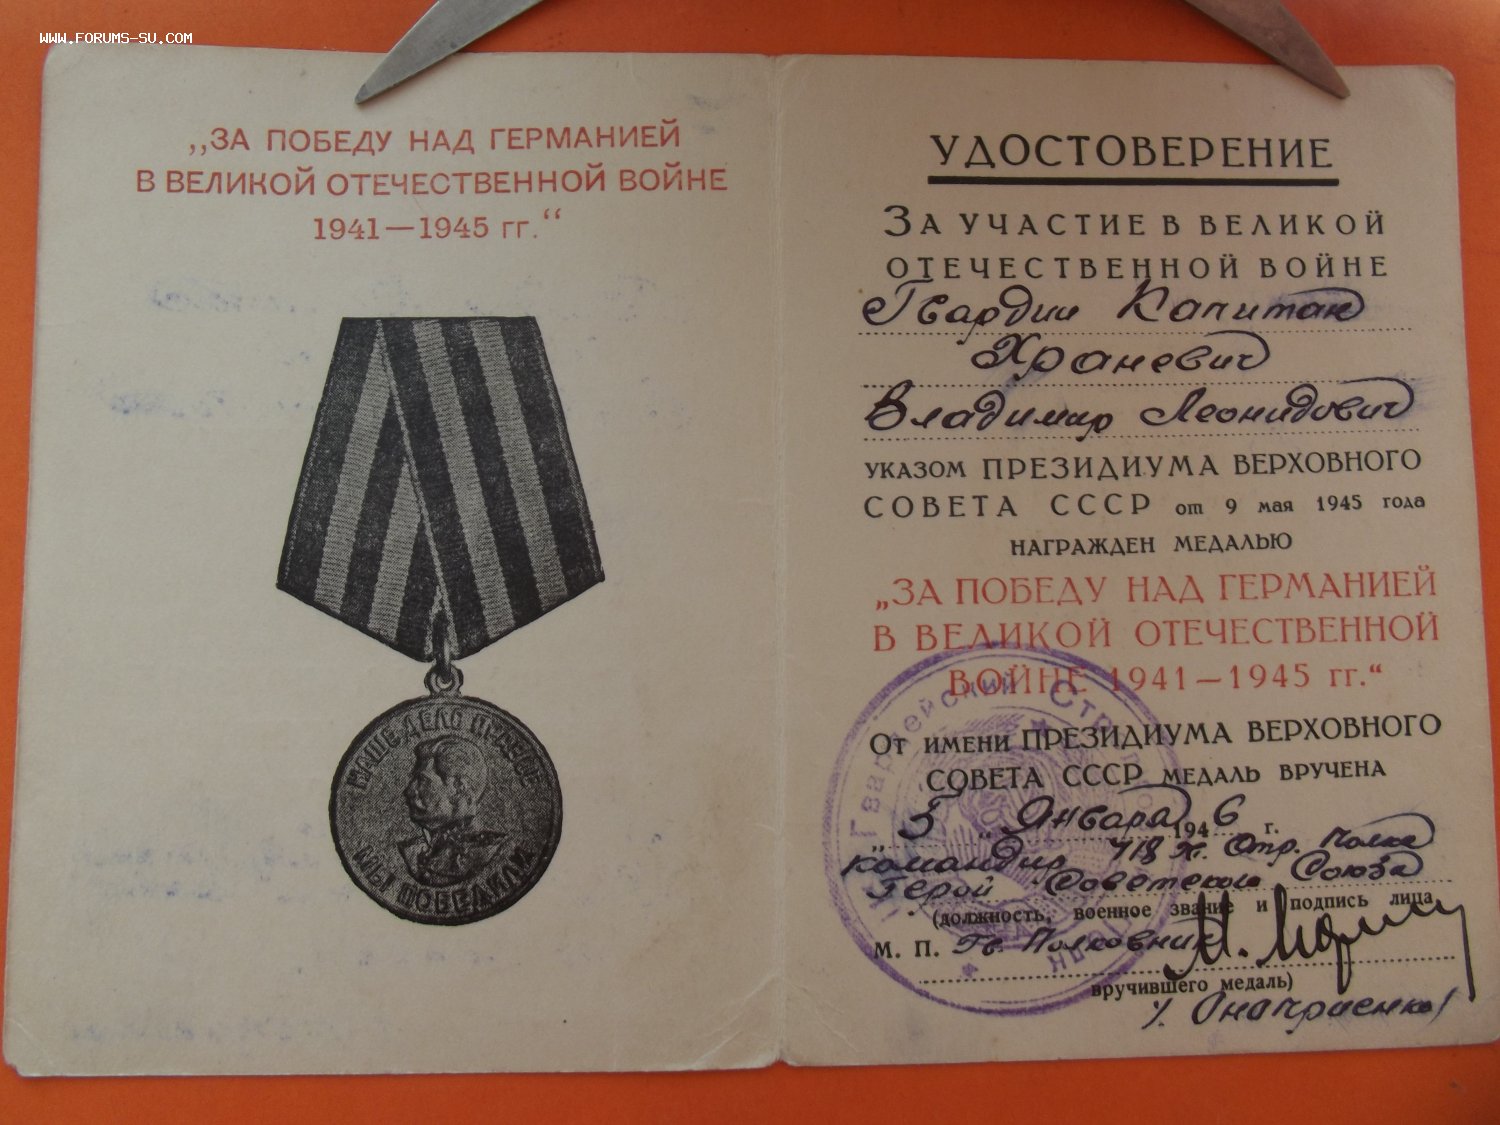 WWW.FORUMS-SU.COM
„ЗА ПОБЕДУ НАД ГЕРМАНИЕЙ
В ВЕЛИКОЙ ОТЕЧЕСТВЕННОЙ ВОЙНЕ
1941—1945 гг.“
НАШЕ ДЕЛО ПРАВОЕ
МЫ ПОБЕДИЛИ
УДОСТОВЕРЕНИЕ
ЗА УЧАСТИЕ В ВЕЛИКОЙ
ОТЕЧЕСТВЕННОЙ ВОЙНЕ
Гвардии Капитан
Храневич
Владимир Леонидович
УКАЗОМ ПРЕЗИДИУМА ВЕРХОВНОГО
СОВЕТА СССР от 9 мая 1945 года
НАГРАЖДЕН МЕДАЛЬЮ
„ЗА ПОБЕДУ НАД ГЕРМАНИЕЙ
В ВЕЛИКОЙ ОТЕЧЕСТВЕННОЙ
ВОЙНЕ 1941—1945 гг.“
Гвардейский
ОТ ИМЕНИ ПРЕЗИДИУМА ВЕРХОВНОГО
СОВЕТА СССР МЕДАЛЬ ВРУЧЕНА
5 „ Января 1946 г.
командир Стр. Полка
Герой Советского Союза
(должность, военное звание и подпись лица,
М. П. Гв. Полковник
вручившего медаль)